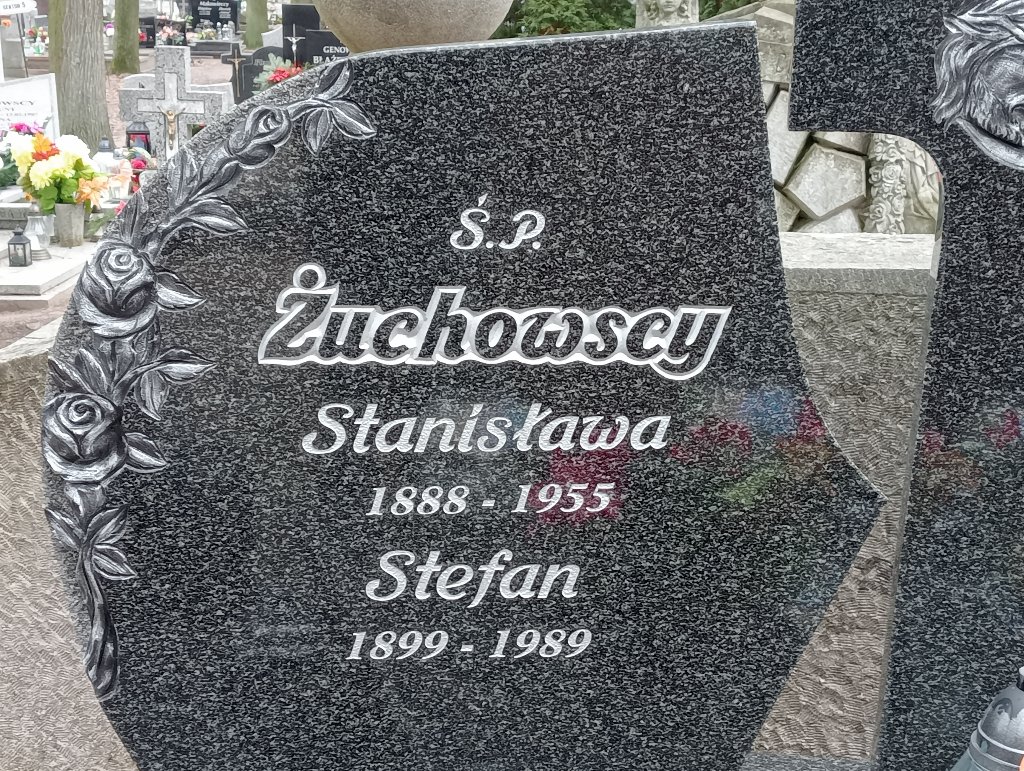 Ś.P.
Żuchowscy
Stanisława
1888 - 1955
Stefan
1899 - 1989